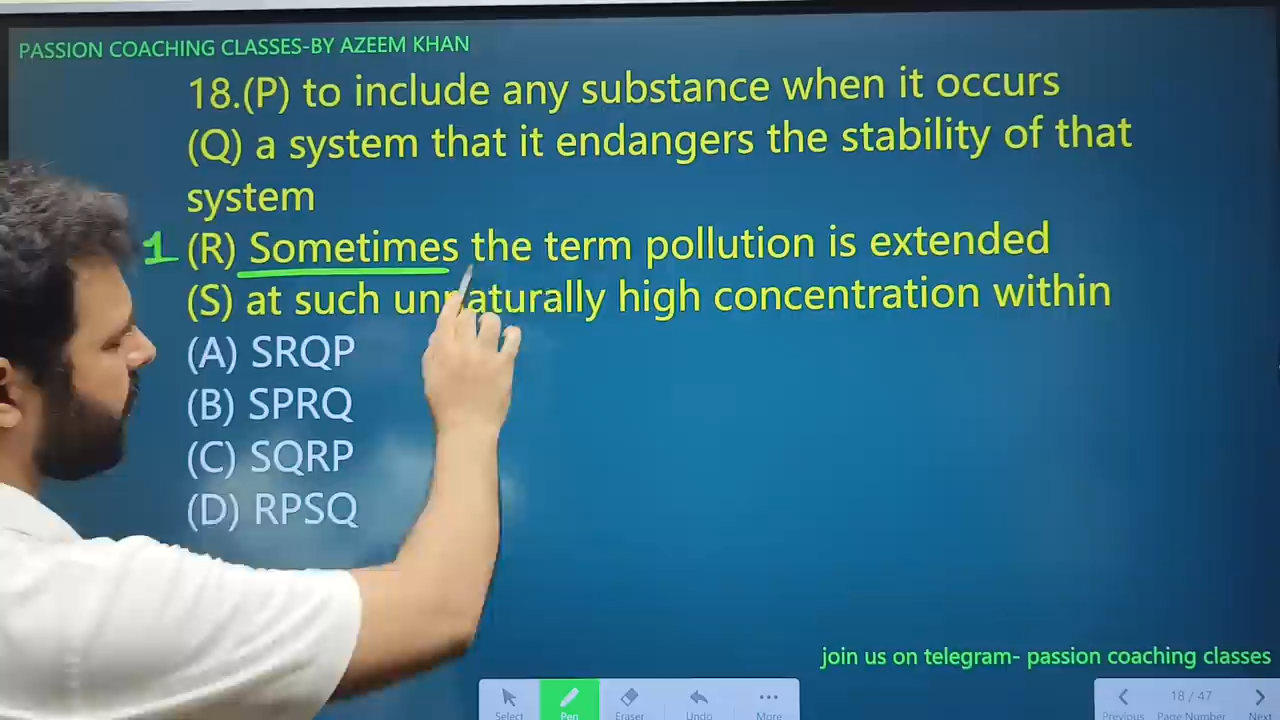 PASSION COACHING CLASSES-BY AZEEM KHAN
18.(P) to include any substance when it occurs
(Q) a system that it endangers the stability of that
system
1 (R) Sometimes the term pollution is extended
(S) at such unnaturally high concentration within
(A) SRQP
(B) SPRQ
(C) SQRP
(D) RPSQ
join us on telegram- passion coaching classes
Select Pen Eraser Undo More
Previous 18 / 47 Page Number Next